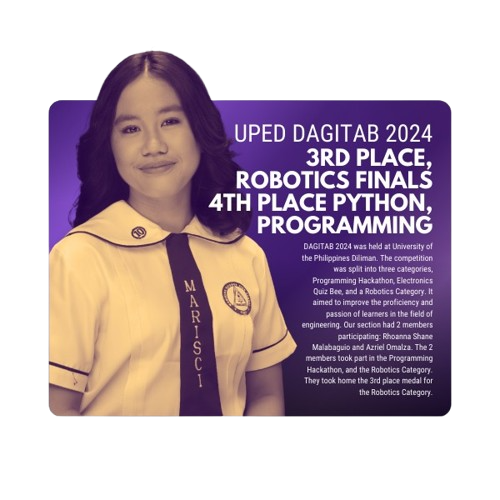 UPED DAGITAB 2024
3RD PLACE,
ROBOTICS FINALS
4TH PLACE PYTHON,
PROGRAMMING
DAGITAB 2024 was held at University of
the Philippines Diliman. The competition
was split into three categories,
Programming Hackathon, Electronics
Quiz Bee, and a Robotics Category. It
aimed to improve the proficiency and
passion of learners in the field of
engineering. Our section had 2 members
participating: Rhoanna Shane
Malabaguio and Azriel Omalza. The 2
members took part in the Programming
Hackathon, and the Robotics Category.
They took home the 3rd place medal for
the Robotics Category.
10
MARISCI